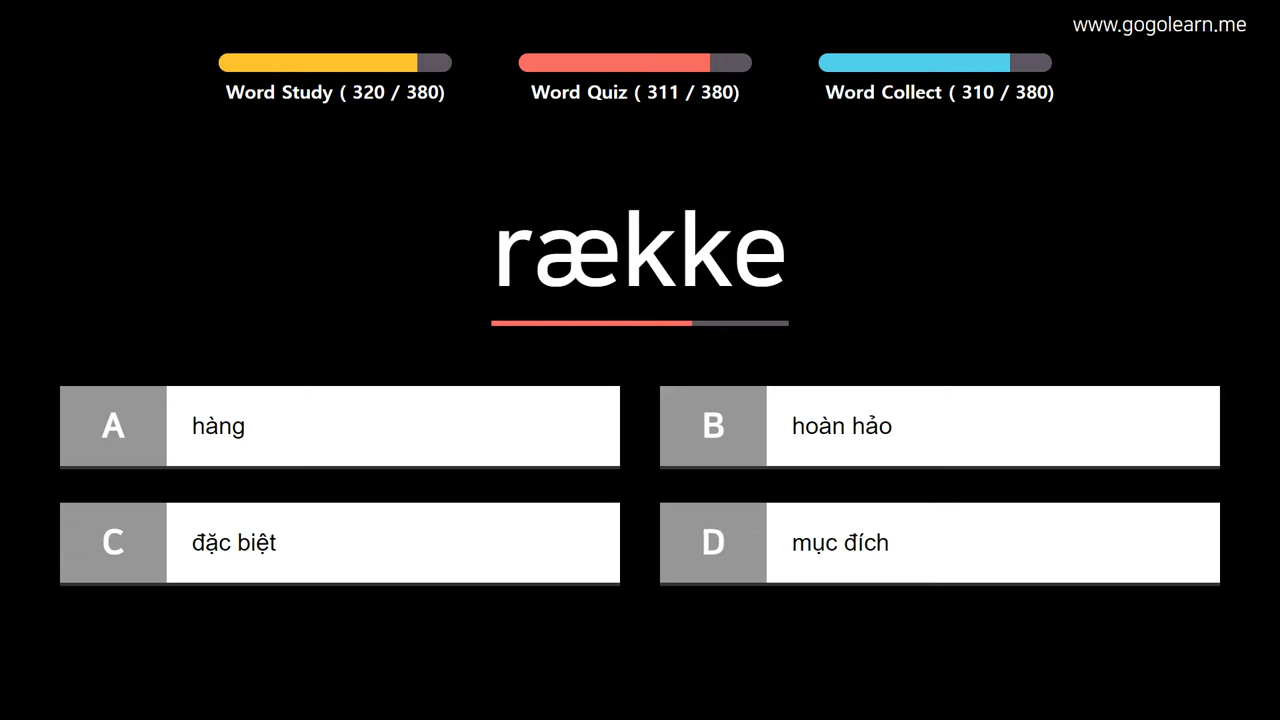 www.gogolearn.me
Word Study ( 320 / 380)
Word Quiz ( 311 / 380)
Word Collect ( 310 / 380)
række
A hàng
B hoàn hảo
C đặc biệt
D mục đích